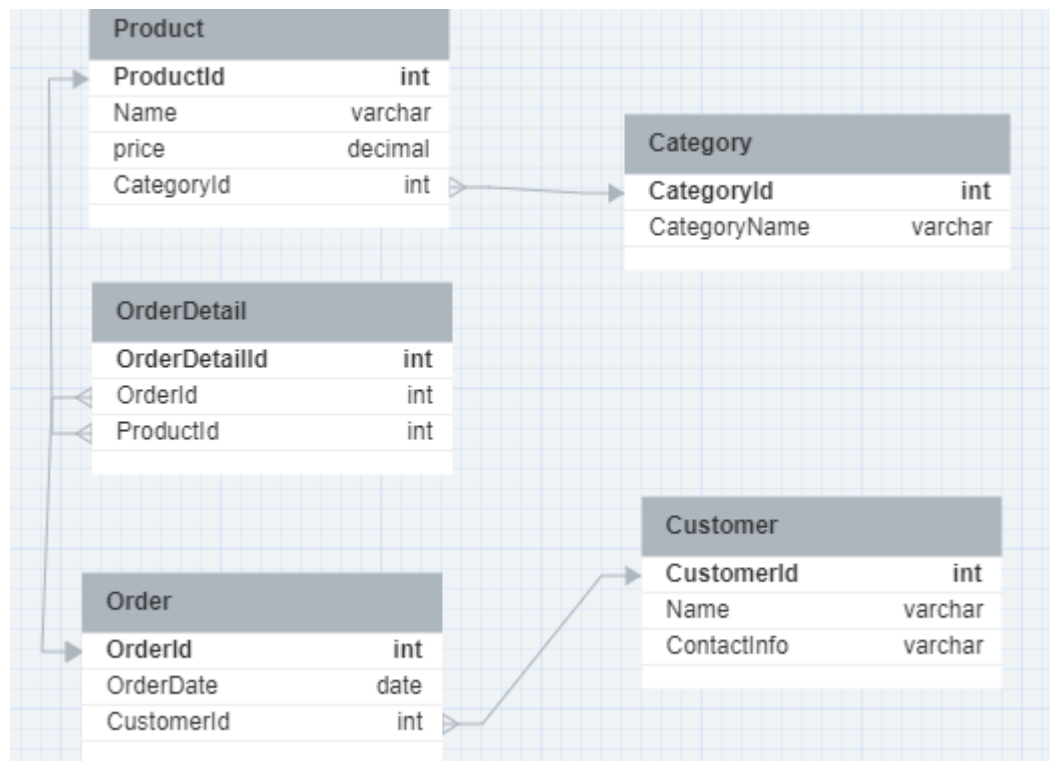 Product
ProductId int
Name varchar
price decimal
CategoryId int
Category
CategoryId int
CategoryName varchar
OrderDetail
OrderDetailId int
OrderId int
ProductId int
Customer
CustomerId int
Name varchar
ContactInfo varchar
Order
OrderId int
OrderDate date
CustomerId int